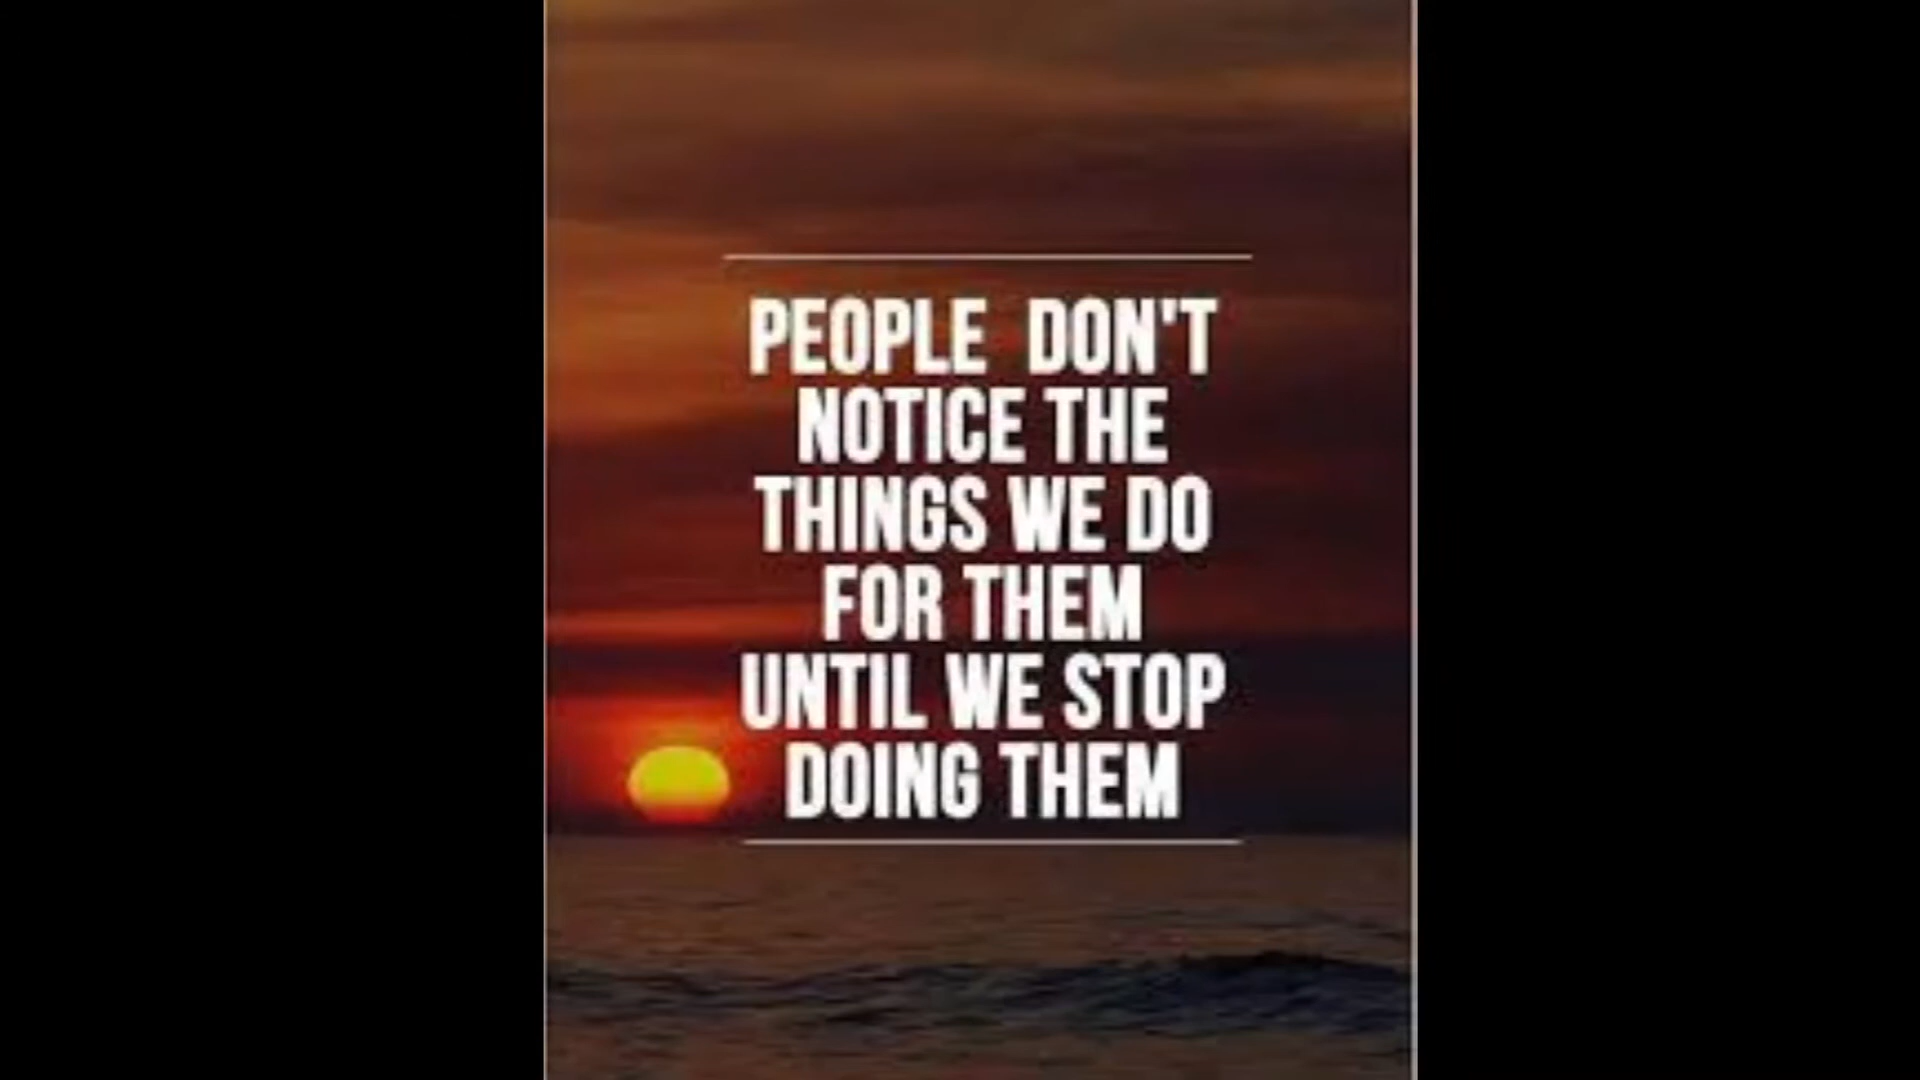 PEOPLE DON'T
NOTICE THE
THINGS WE DO
FOR THEM
UNTIL WE STOP
DOING THEM